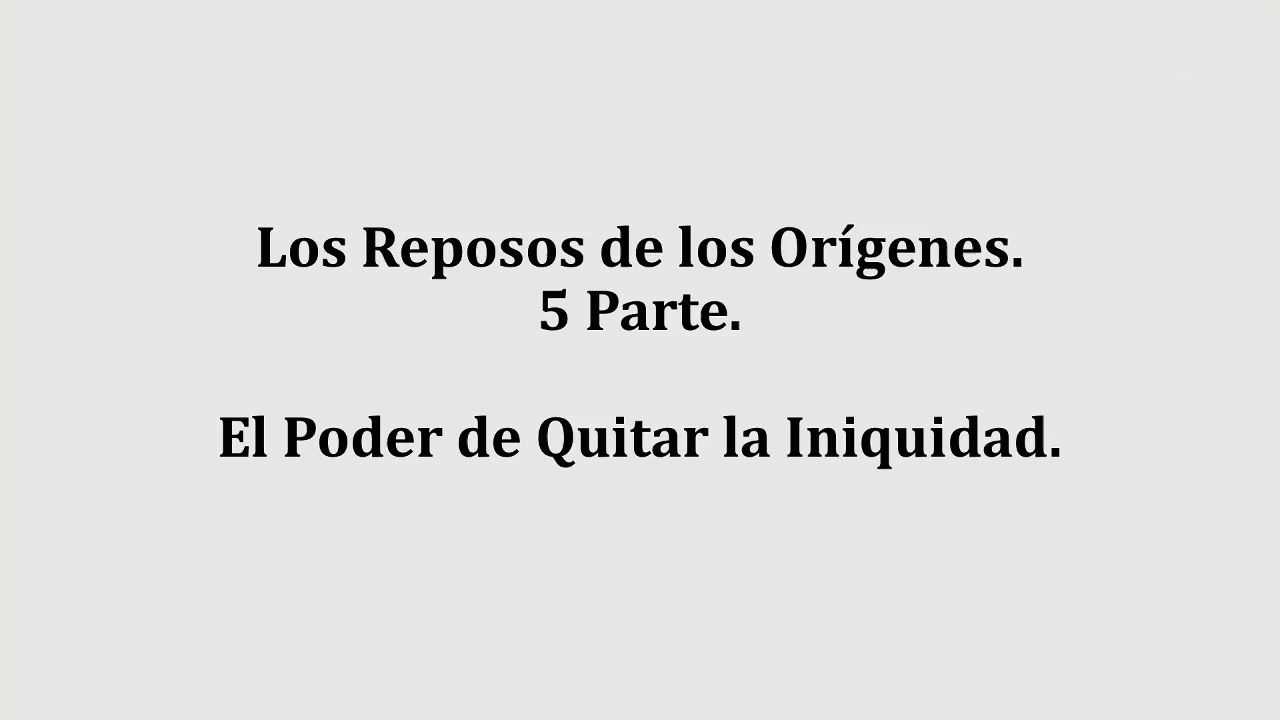 Los Reposos de los Orígenes.
5 Parte.
El Poder de Quitar la Iniquidad.